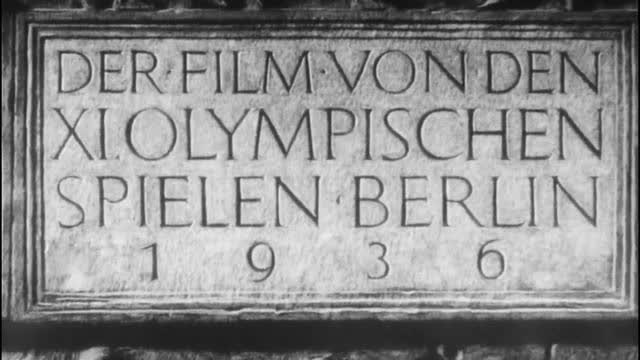 DER·FILM·VON·DEN
XI.OLYMPISCHEN
SPIELEN·BERLIN
1936